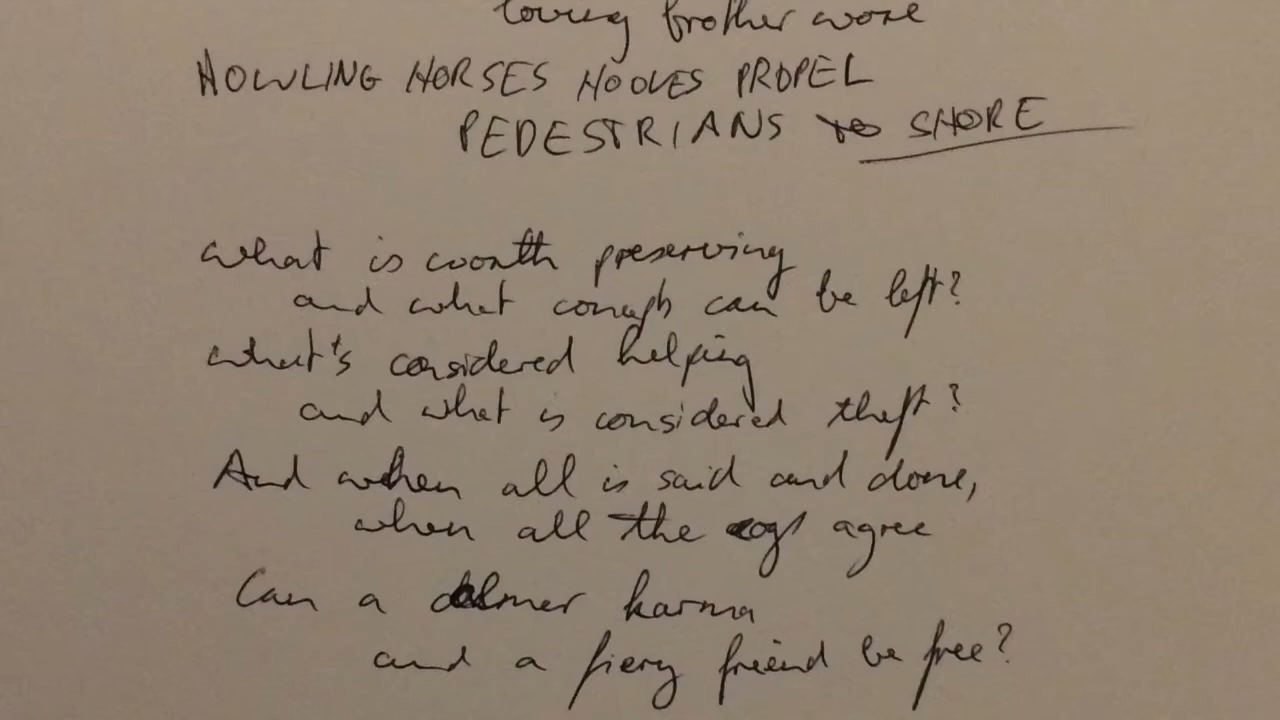 loving brother wore
HOWLING HORSES HOOVES PROPEL
PEDESTRIANS to SHORE
what is worth preserving
and what can be left?
what's considered helping
and what is considered theft?
And when all is said and done,
when all the cogs agree
Can a calmer karma
and a fiery friend be free?